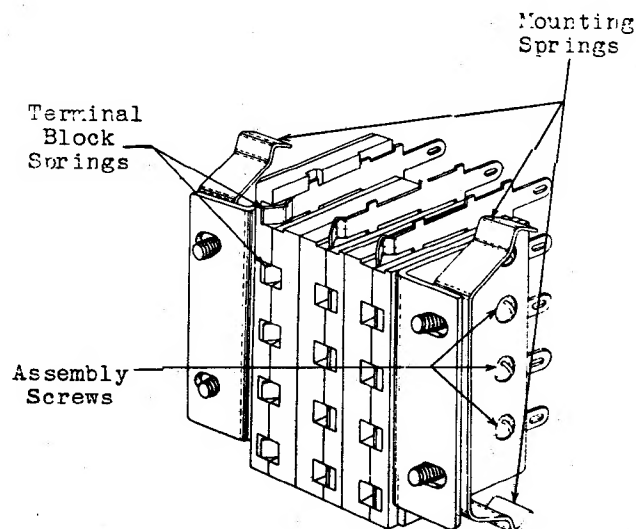 Mounting
Springs
Terminal
Block
Springs
Assembly
Screws